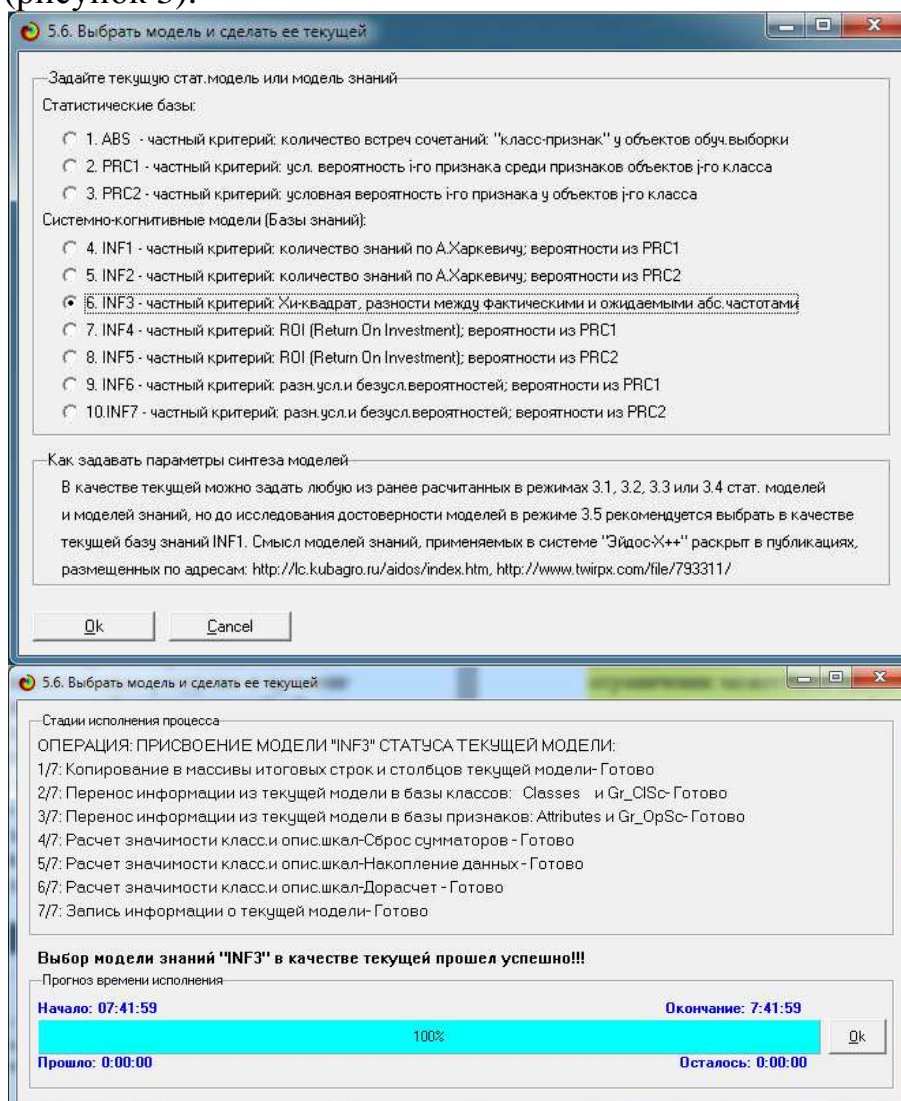 (рисунок 3).
5.6. Выбрать модель и сделать ее текущей
Задайте текущую стат.модель или модель знаний
Статистические базы:
1. ABS - частный критерий: количество встреч сочетаний: "класс-признак" у объектов обуч.выборки
2. PRC1 - частный критерий: усл. вероятность i-го признака среди признаков объектов j-го класса
3. PRC2 - частный критерий: условная вероятность i-го признака у объектов j-го класса
Системно-когнитивные модели (Базы знаний):
4. INF1 - частный критерий: количество знаний по А.Харкевичу; вероятности из PRC1
5. INF2 - частный критерий: количество знаний по А.Харкевичу; вероятности из PRC2
6. INF3 - частный критерий: Хи-квадрат, разности между фактическими и ожидаемыми абс.частотами
7. INF4 - частный критерий: ROI (Return On Investment); вероятности из PRC1
8. INF5 - частный критерий: ROI (Return On Investment); вероятности из PRC2
9. INF6 - частный критерий: разн.усл.и безусл.вероятностей; вероятности из PRC1
10.INF7 - частный критерий: разн.усл.и безусл.вероятностей; вероятности из PRC2
Как задавать параметры синтеза моделей
В качестве текущей можно задать любую из ранее расчитанных в режимах 3.1, 3.2, 3.3 или 3.4 стат. моделей
и моделей знаний, но до исследования достоверности моделей в режиме 3.5 рекомендуется выбрать в качестве
текущей базу знаний INF1. Смысл моделей знаний, применяемых в системе "Эйдос-Х++" раскрыт в публикациях,
размещенных по адресам: http://lc.kubagro.ru/aidos/index.htm, http://www.twirpx.com/file/793311/
Ok Cancel
5.6. Выбрать модель и сделать ее текущей
Стадии исполнения процесса
ОПЕРАЦИЯ: ПРИСВОЕНИЕ МОДЕЛИ "INF3" СТАТУСА ТЕКУЩЕЙ МОДЕЛИ:
1/7: Копирование в массивы итоговых строк и столбцов текущей модели- Готово
2/7: Перенос информации из текущей модели в базы классов: Classes и Gr_ClSc- Готово
3/7: Перенос информации из текущей модели в базы признаков: Attributes и Gr_OpSc- Готово
4/7: Расчет значимости класс.и опис.шкал-Сброс сумматоров - Готово
5/7: Расчет значимости класс.и опис.шкал-Накопление данных - Готово
6/7: Расчет значимости класс.и опис.шкал-Дорасчет - Готово
7/7: Запись информации о текущей модели- Готово
Выбор модели знаний "INF3" в качестве текущей прошел успешно!!!
Прогноз времени исполнения
Начало: 07:41:59 Окончание: 7:41:59
100% Ok
Прошло: 0:00:00 Осталось: 0:00:00